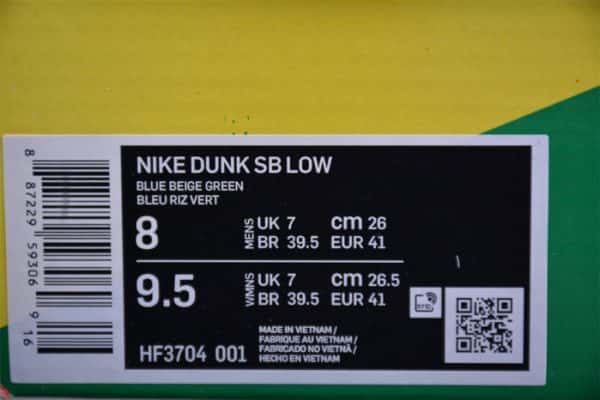 NIKE DUNK SB LOW
BLUE BEIGE GREEN
BLEU RIZ VERT
8 MENS UK 7 cm 26
BR 39.5 EUR 41
9.5 WMNS UK 7 cm 26.5
BR 39.5 EUR 41
HF3704 001
MADE IN VIETNAM /
FABRIQUE AU VIETNAM /
FABRICADO NO VIETNÃ /
HECHO EN VIETNAM
8 87229 59306 9 16